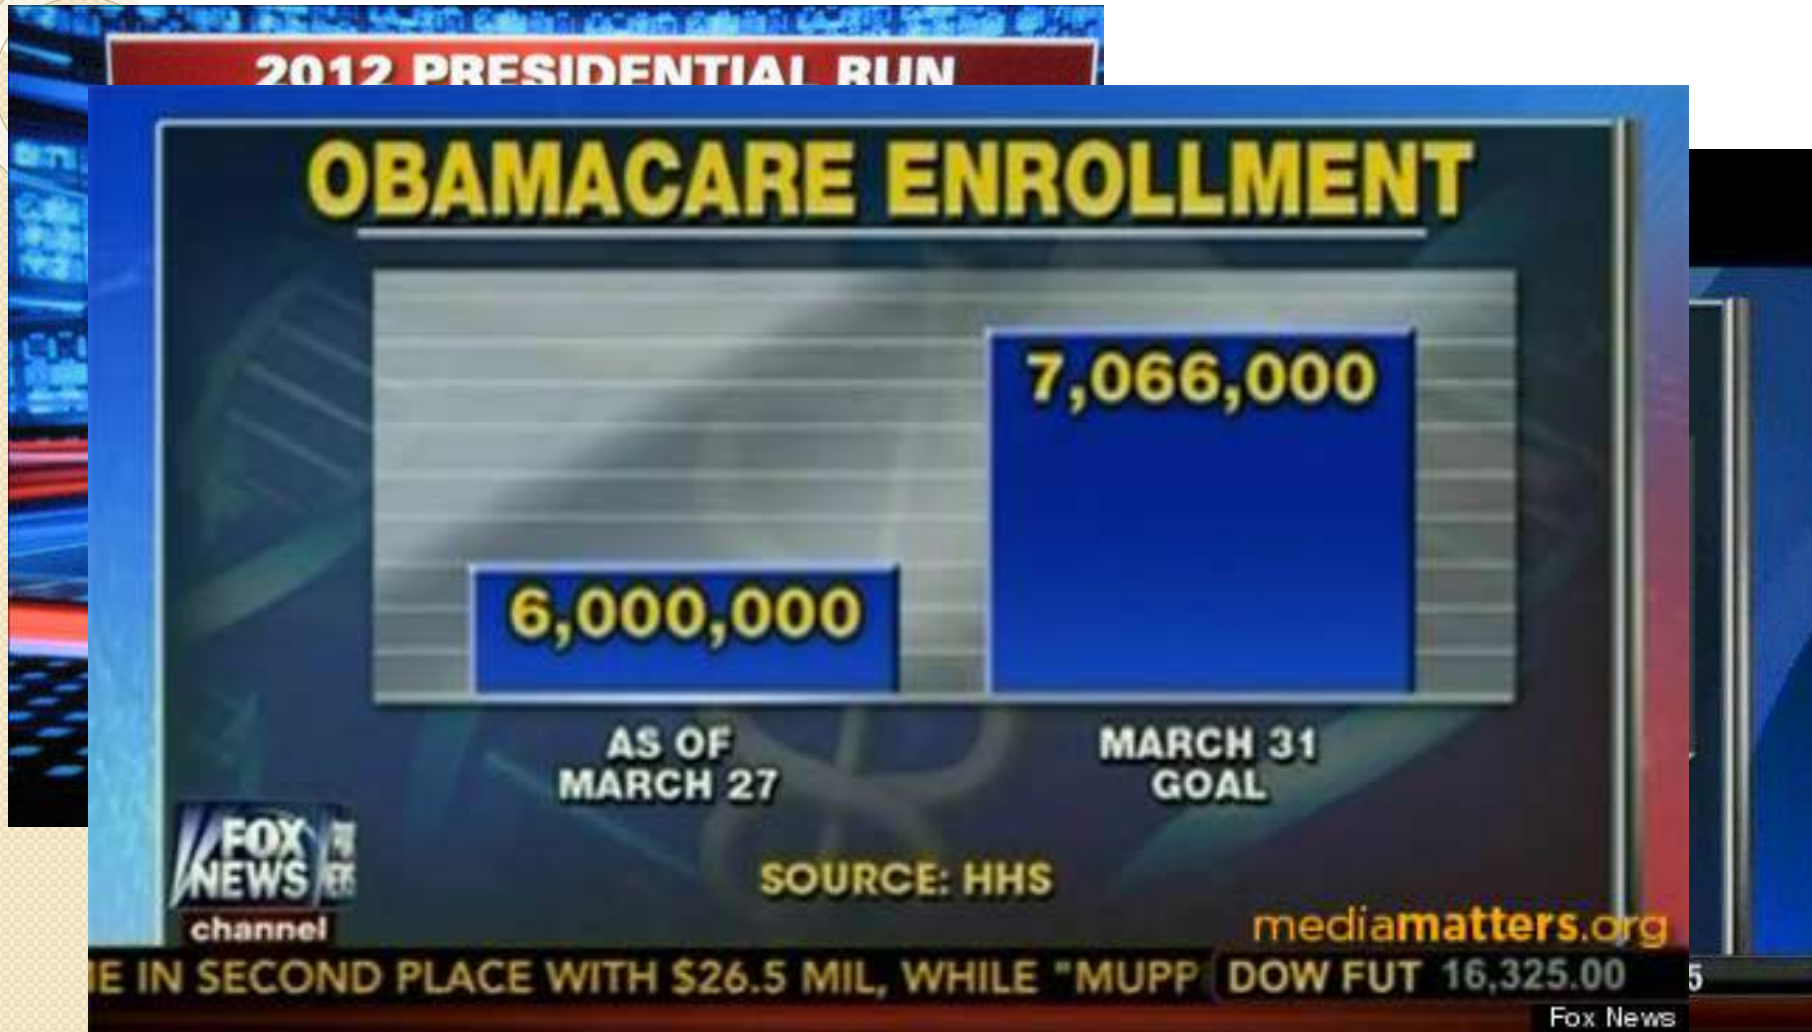 2012 PRESIDENTIAL RUN
OBAMACARE ENROLLMENT
7,066,000
6,000,000
AS OF
MARCH 27
MARCH 31
GOAL
FOX
NEWS
channel
SOURCE: HHS
mediamatters.org
E IN SECOND PLACE WITH $26.5 MIL, WHILE "MUPP
DOW FUT 16,325.00
5
Fox News